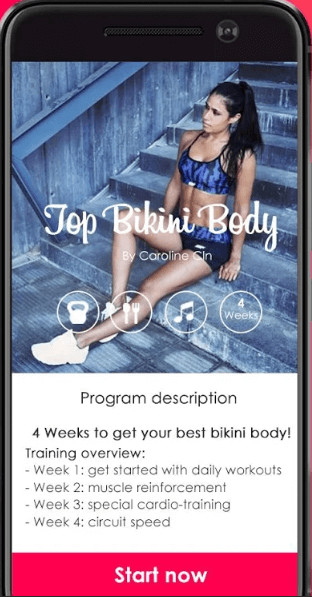 Top Bikini Body
By Caroline Cln
4
Weeks
Program description
4 Weeks to get your best bikini body!
Training overview:
- Week 1: get started with daily workouts
- Week 2: muscle reinforcement
- Week 3: special cardio-training
- Week 4: circuit speed
Start now